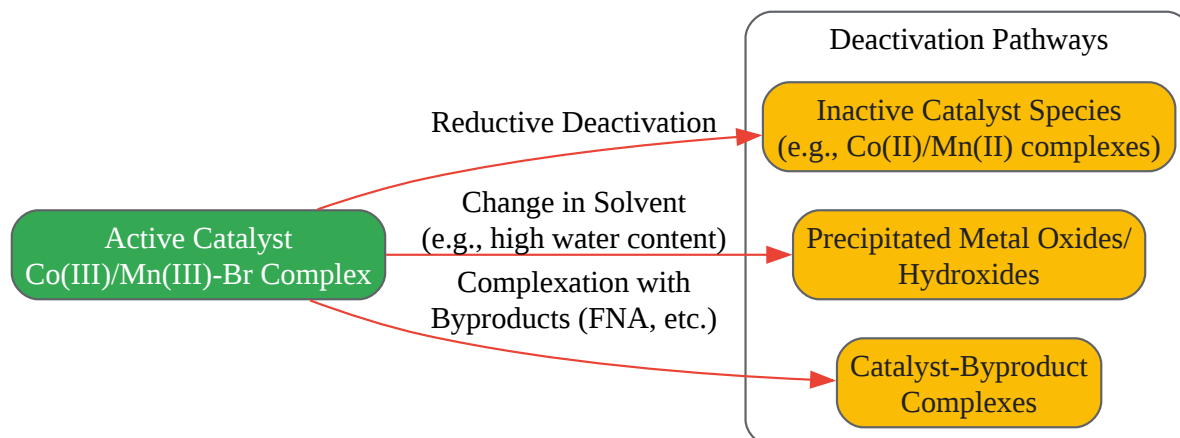 Deactivation Pathways
Reductive Deactivation
Inactive Catalyst Species
(e.g., Co(II)/Mn(II) complexes)
Active Catalyst
Co(III)/Mn(III)-Br Complex
Change in Solvent
(e.g., high water content)
Precipitated Metal Oxides/
Hydroxides
Complexation with
Byproducts (FNA, etc.)
Catalyst-Byproduct
Complexes